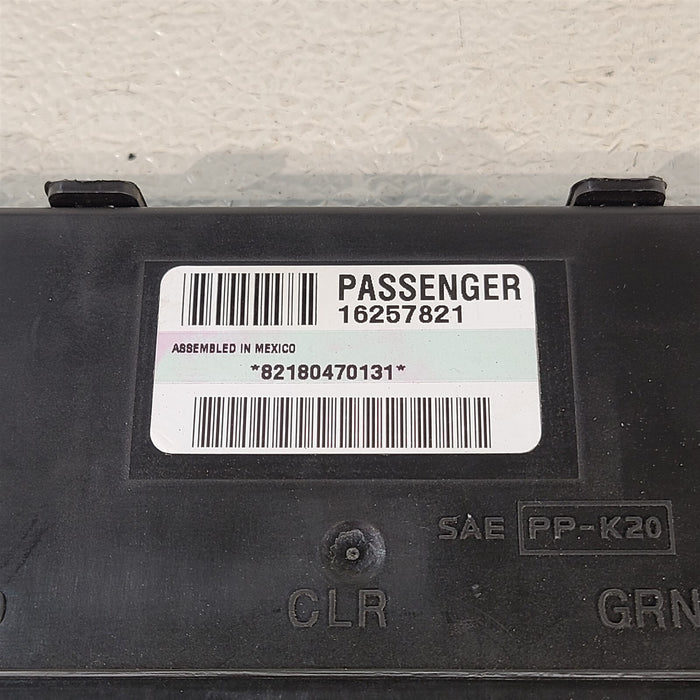 PASSENGER
16257821
ASSEMBLED IN MEXICO
*82180470131*
SAE PP-K20
CLR GRN